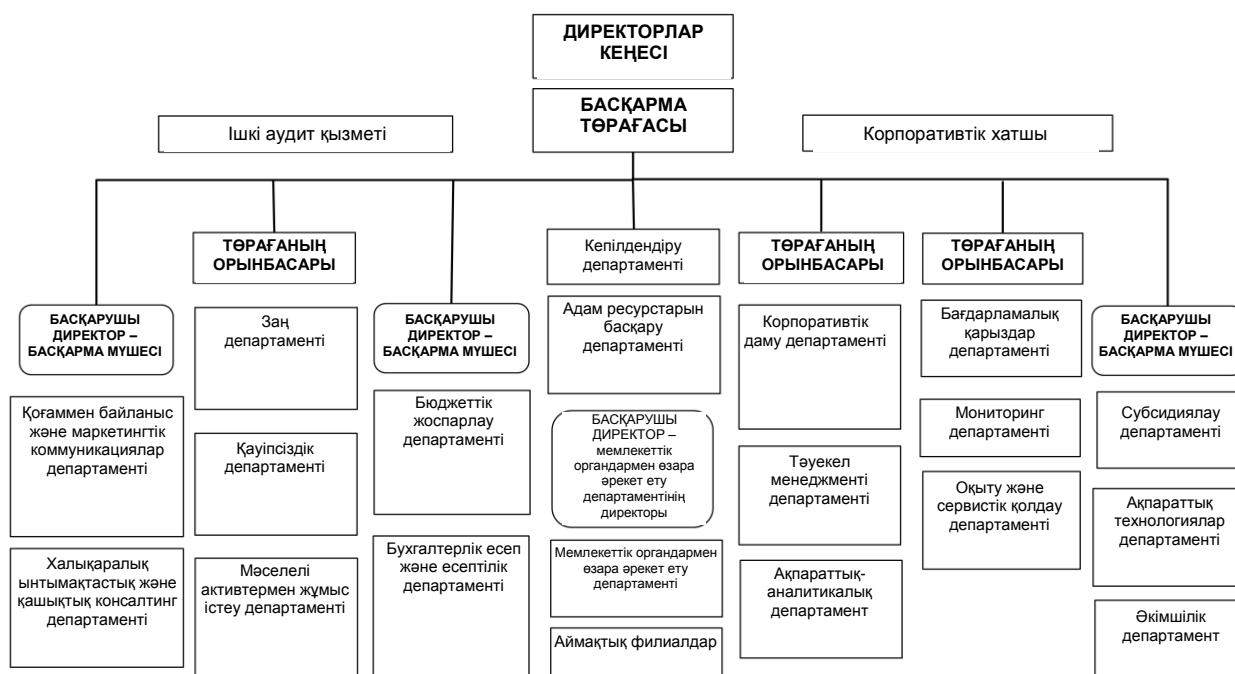 ДИРЕКТОРЛАР
КЕҢЕСІ
БАСҚАРМА
ТӨРАҒАСЫ
Ішкі аудит қызметі
Корпоративтік хатшы
БАСҚАРУШЫ
ДИРЕКТОР –
БАСҚАРМА МҮШЕСІ
Қоғаммен байланыс
және маркетингтік
коммуникациялар
департаменті
Халықаралық
ынтымақтастық және
қашықтық консалтинг
департаменті
ТӨРАҒАНЫҢ
ОРЫНБАСАРЫ
Заң
департаменті
Қауіпсіздік
департаменті
Мәселелі
активтермен жұмыс
істеу департаменті
БАСҚАРУШЫ
ДИРЕКТОР –
БАСҚАРМА МҮШЕСІ
Бюджеттік
жоспарлау
департаменті
Бухгалтерлік есеп
және есептілік
департаменті
Кепілдендіру
департаменті
Адам ресурстарын
басқару
департаменті
БАСҚАРУШЫ
ДИРЕКТОР –
мемлекеттік
органдармен өзара
әрекет ету
департаментінің
директоры
Мемлекеттік органдармен
өзара әрекет ету
департаменті
Аймақтық филиалдар
ТӨРАҒАНЫҢ
ОРЫНБАСАРЫ
Корпоративтік
даму департаменті
Тәуекел
менеджменті
департаменті
Ақпараттық-
аналитикалық
департамент
ТӨРАҒАНЫҢ
ОРЫНБАСАРЫ
Бағдарламалық
қарыздар
департаменті
Мониторинг
департаменті
Оқыту және
сервистік қолдау
департаменті
БАСҚАРУШЫ
ДИРЕКТОР –
БАСҚАРМА МҮШЕСІ
Субсидиялау
департаменті
Ақпараттық
технологиялар
департаменті
Әкімшілік
департамент